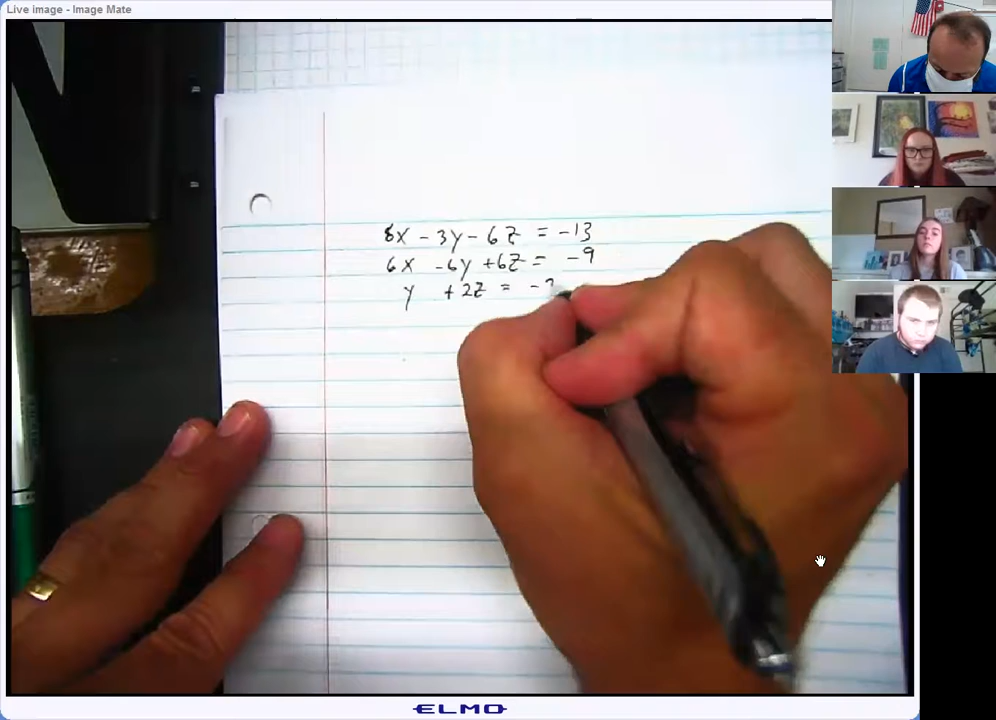 Live image - Image Mate
8x - 3y - 6z = -13
6x - 6y + 6z = -9
y + 2z = -
ELMO